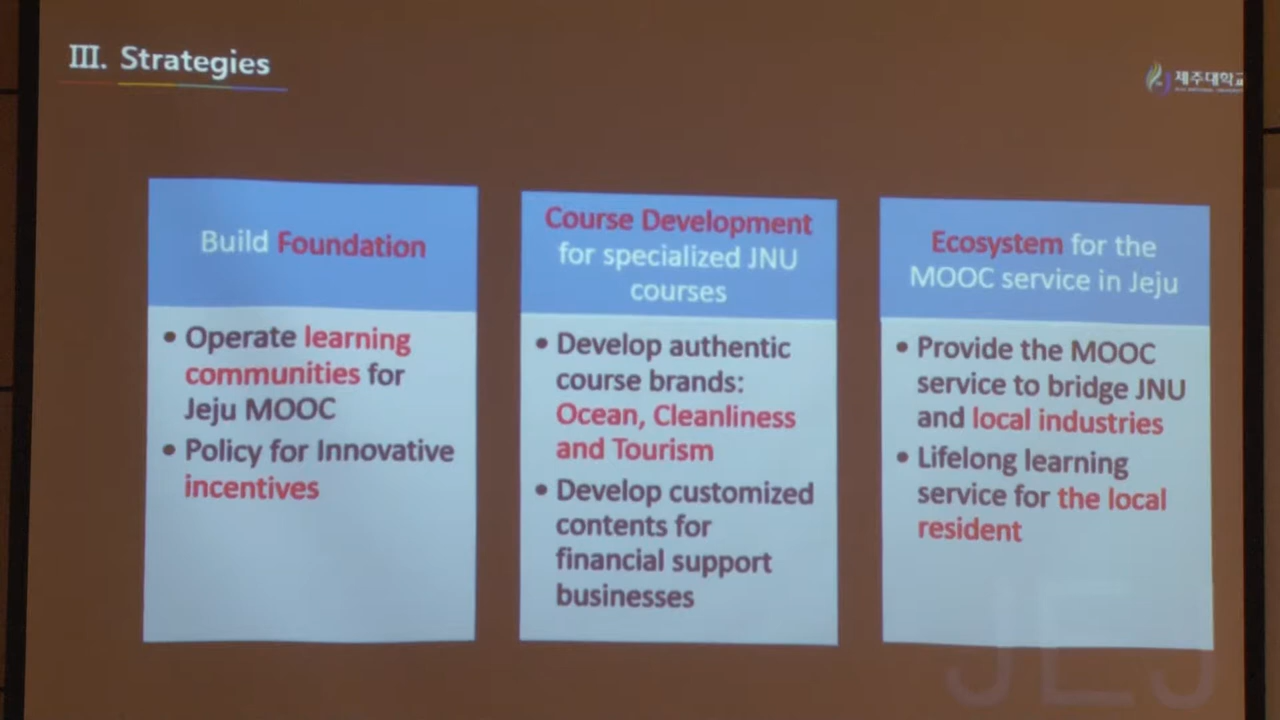 III. Strategies
제주대학교
Build Foundation
• Operate learning
communities for
Jeju MOOC
• Policy for Innovative
incentives
Course Development
for specialized JNU
courses
• Develop authentic
course brands:
Ocean, Cleanliness
and Tourism
• Develop customized
contents for
financial support
businesses
Ecosystem for the
MOOC service in Jeju
• Provide the MOOC
service to bridge JNU
and local industries
• Lifelong learning
service for the local
resident
JEJ